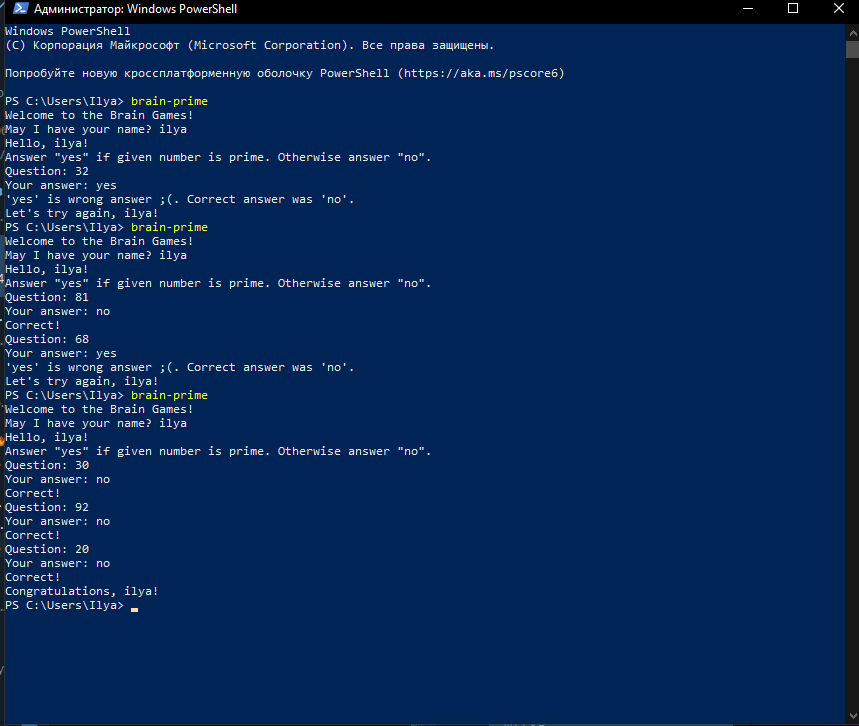 Администратор: Windows PowerShell
Windows PowerShell
(C) Корпорация Майкрософт (Microsoft Corporation). Все права защищены.
Попробуйте новую кроссплатформенную оболочку PowerShell (https://aka.ms/pscore6)
PS C:\Users\Ilya> brain-prime
Welcome to the Brain Games!
May I have your name? ilya
Hello, ilya!
Answer "yes" if given number is prime. Otherwise answer "no".
Question: 32
Your answer: yes
'yes' is wrong answer ;(. Correct answer was 'no'.
Let's try again, ilya!
PS C:\Users\Ilya> brain-prime
Welcome to the Brain Games!
May I have your name? ilya
Hello, ilya!
Answer "yes" if given number is prime. Otherwise answer "no".
Question: 81
Your answer: no
Correct!
Question: 68
Your answer: yes
'yes' is wrong answer ;(. Correct answer was 'no'.
Let's try again, ilya!
PS C:\Users\Ilya> brain-prime
Welcome to the Brain Games!
May I have your name? ilya
Hello, ilya!
Answer "yes" if given number is prime. Otherwise answer "no".
Question: 30
Your answer: no
Correct!
Question: 92
Your answer: no
Correct!
Question: 20
Your answer: no
Correct!
Congratulations, ilya!
PS C:\Users\Ilya>